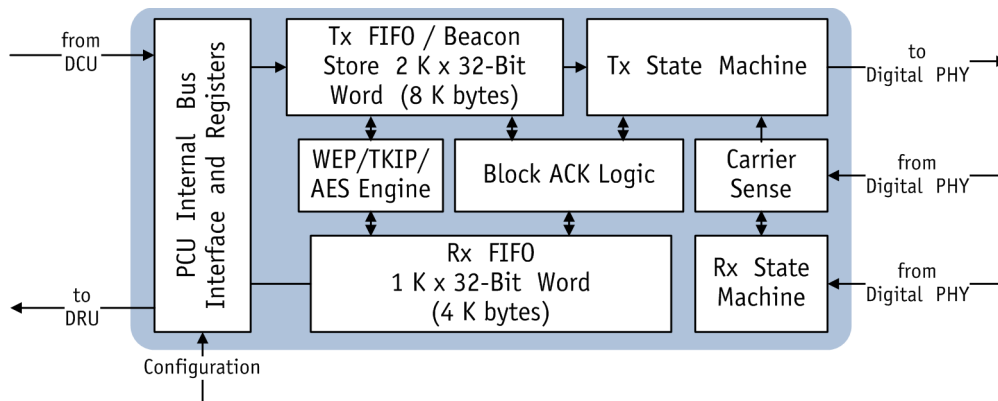 from
DCU
PCU Internal Bus
Interface and Registers
Tx FIFO / Beacon
Store 2 K x 32-Bit
Word (8 K bytes)
Tx State Machine
to
Digital PHY
WEP/TKIP/
AES Engine
Block ACK Logic
Carrier
Sense
from
Digital PHY
Rx FIFO
1 K x 32-Bit Word
(4 K bytes)
Rx State
Machine
from
Digital PHY
to
DRU
Configuration